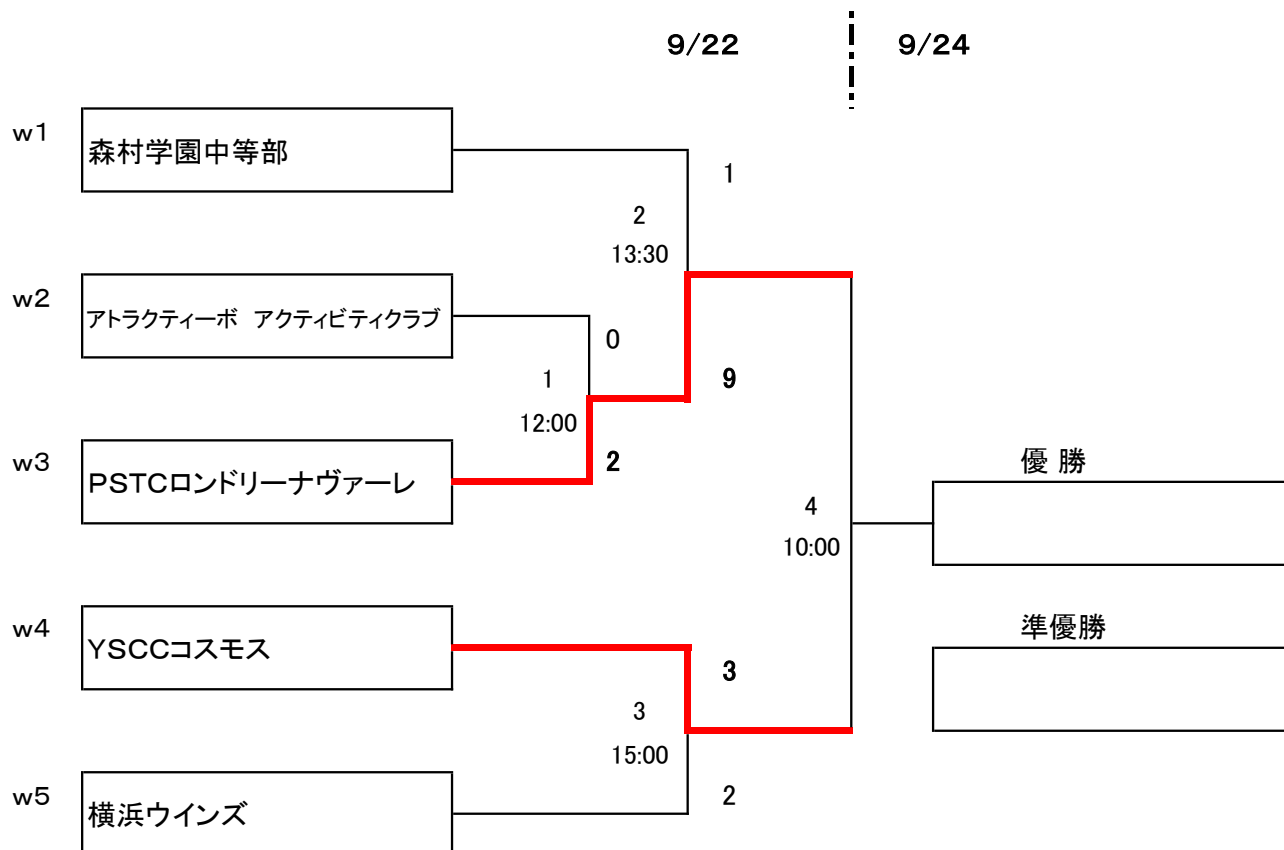 9/22
9/24
w1
森村学園中等部
1
2
13:30
w2
アトラクティーボ アクティビティクラブ
0
1
12:00
9
w3
PSTCロンドリーナヴァーレ
2
優 勝
4
10:00
w4
YSCCコスモス
3
準優勝
3
15:00
w5
横浜ウインズ
2